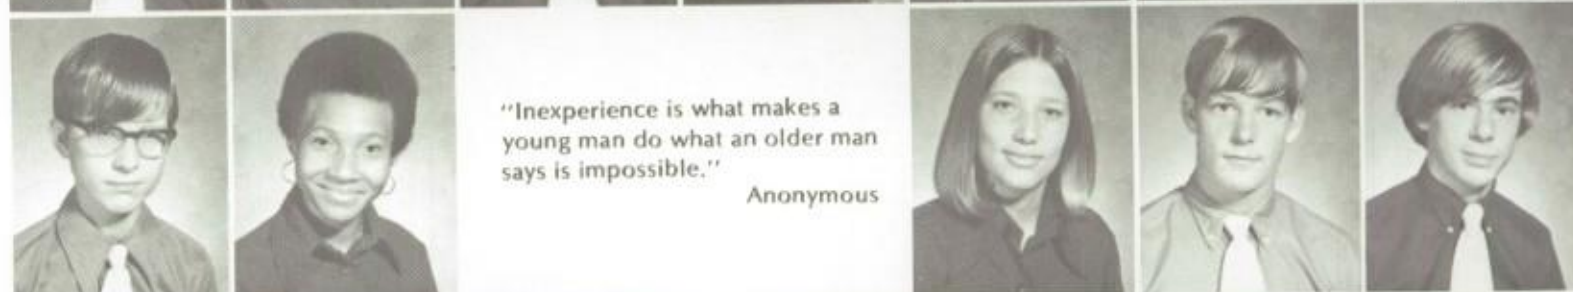 "Inexperience is what makes a
young man do what an older man
says is impossible."
Anonymous